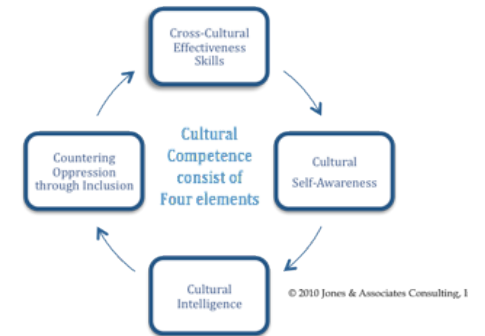 Cross-Cultural
Effectiveness
Skills
Cultural
Competence
consist of
Four elements
Countering
Oppression
through Inclusion
Cultural
Self-Awareness
Cultural
Intelligence
© 2010 Jones & Associates Consulting, I